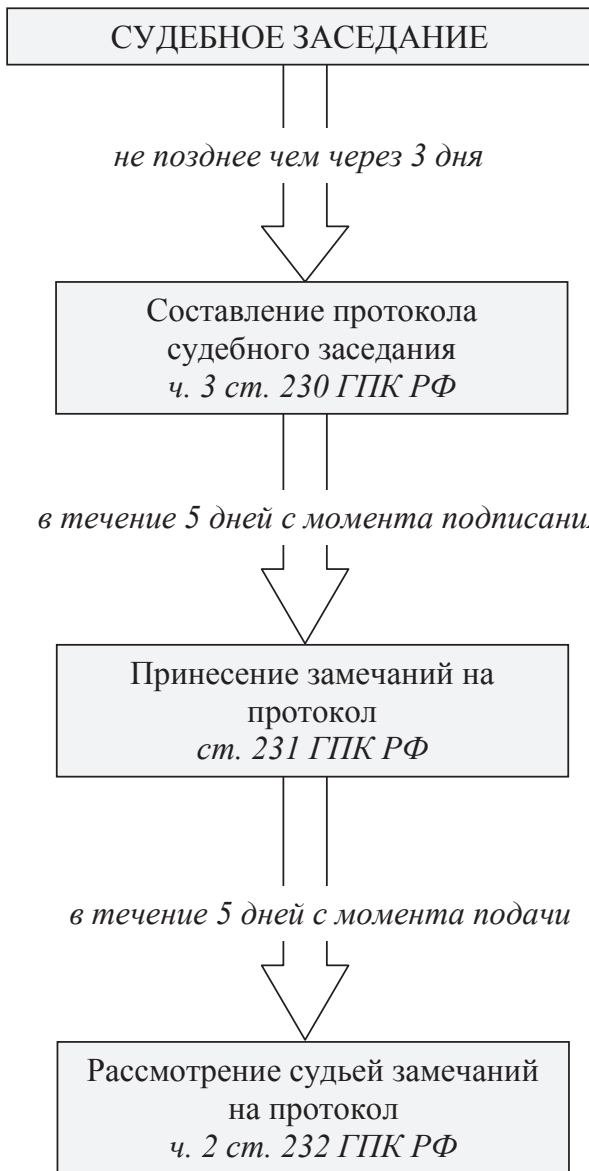 СУДЕБНОЕ ЗАСЕДАНИЕ
не позднее чем через 3 дня
Составление протокола
судебного заседания
ч. 3 ст. 230 ГПК РФ
в течение 5 дней с момента подписания
Принесение замечаний на
протокол
ст. 231 ГПК РФ
в течение 5 дней с момента подачи
Рассмотрение судьей замечаний
на протокол
ч. 2 ст. 232 ГПК РФ